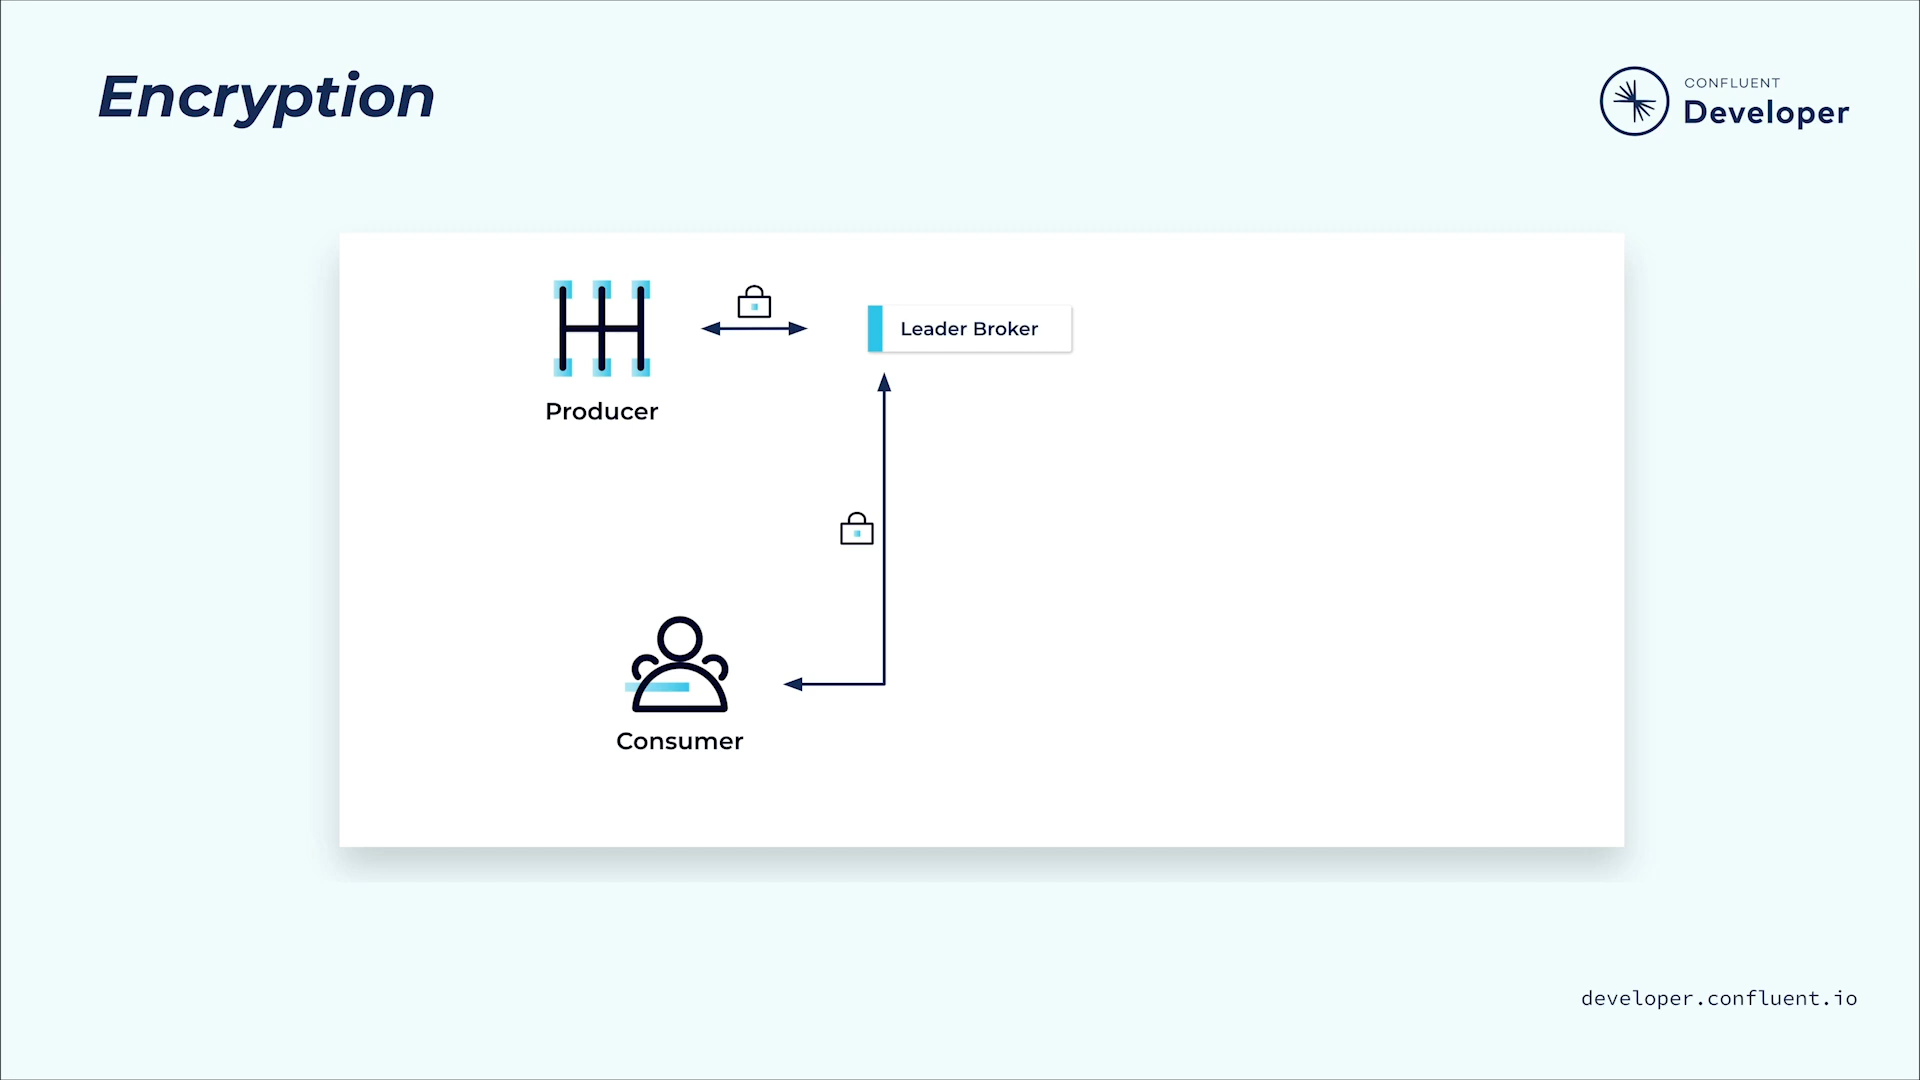 Encryption
CONFLUENT
Developer
Leader Broker
Producer
Consumer
developer.confluent.io